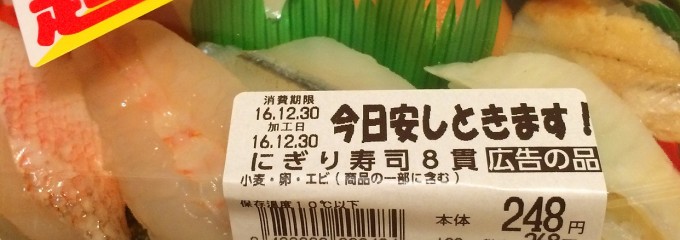 消費期限
16.12.30
加工日
16.12.30
今日安しときます!
にぎり寿司8貫 広告の品
小麦・卵・エビ(商品の一部に含む)
保存温度10℃以下
本体 248円